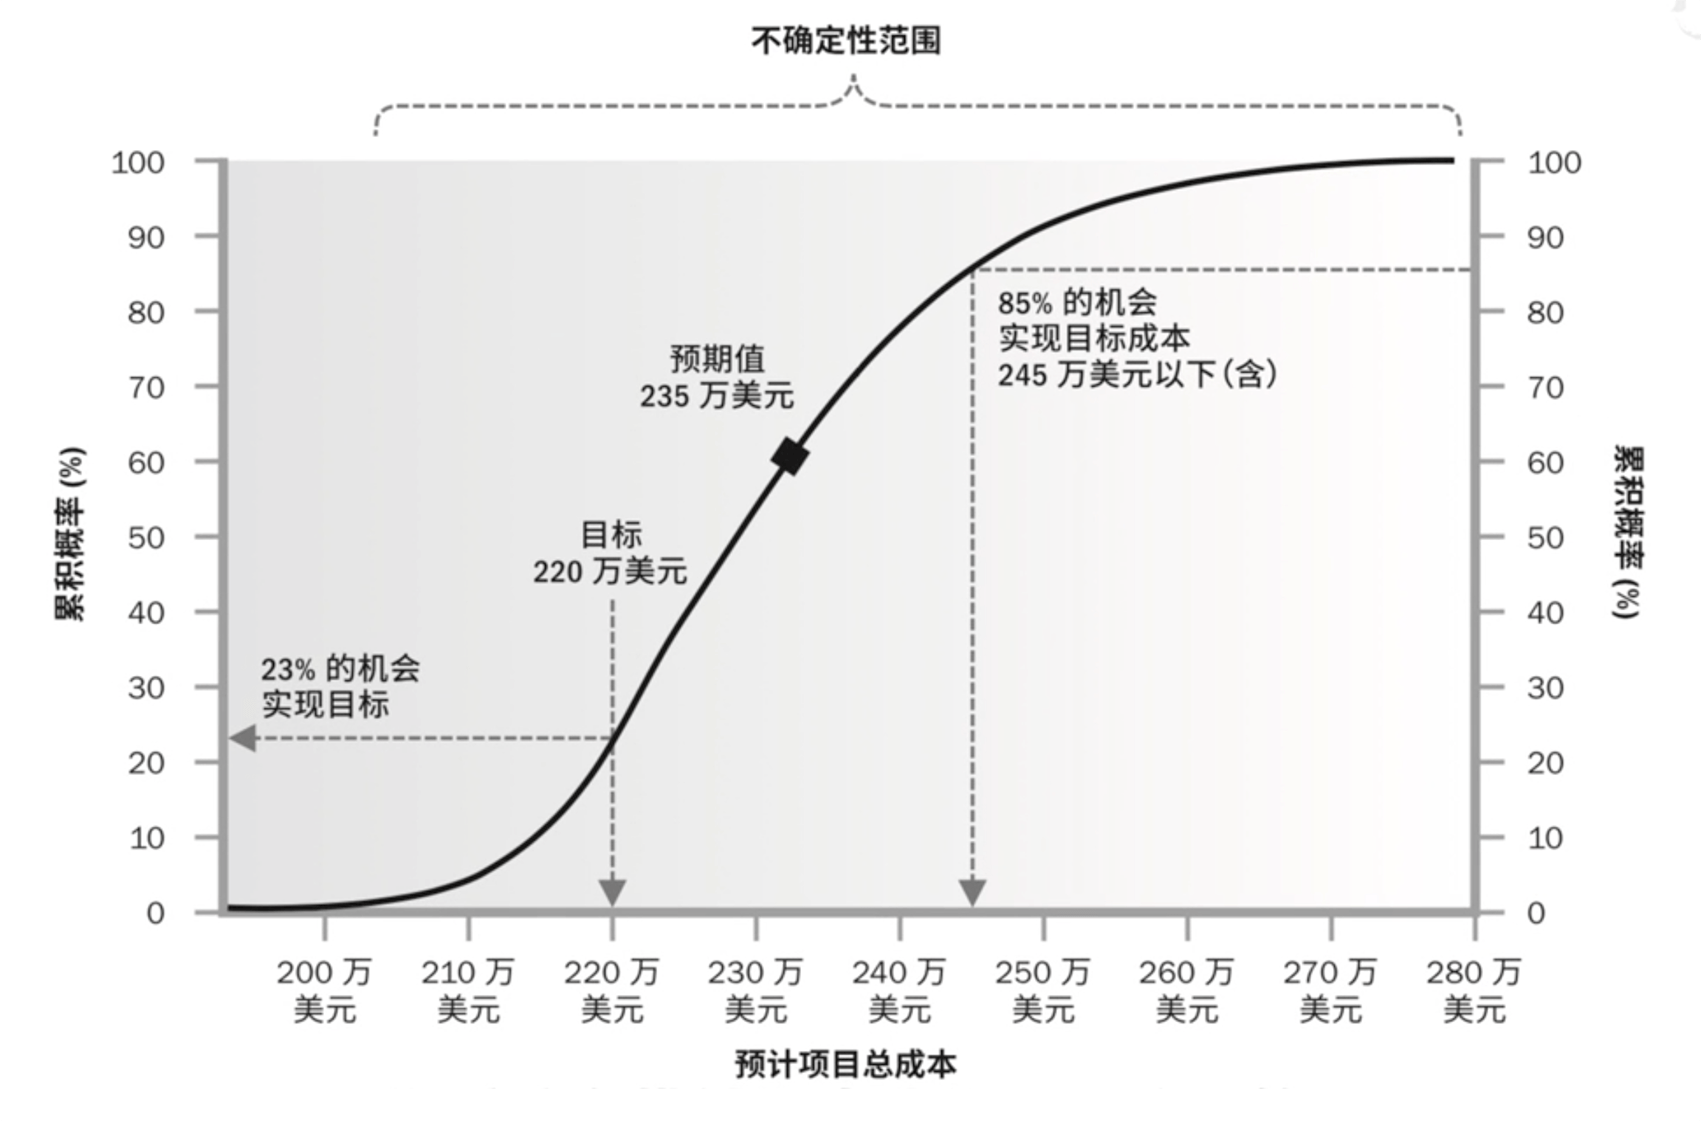 不确定性范围
100
90
80
70
60
50
40
30
20
10
0
累积概率 (%)
预期值
235 万美元
目标
220 万美元
23% 的机会
实现目标
85% 的机会
实现目标成本
245 万美元以下(含)
100
90
80
70
60
50
40
30
20
10
0
累积概率 (%)
200 万
美元
210 万
美元
220 万
美元
230 万
美元
240 万
美元
250 万
美元
260 万
美元
270 万
美元
280 万
美元
预计项目总成本